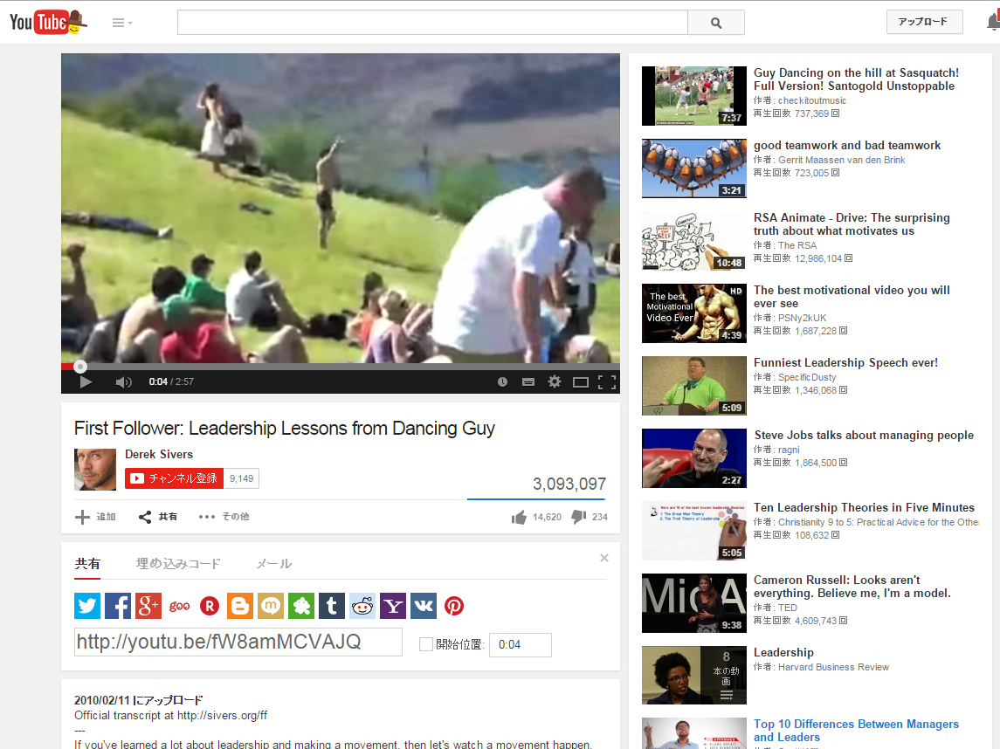 YouTube
アップロード
0:04 / 2:57
First Follower: Leadership Lessons from Dancing Guy
Derek Sivers
チャンネル登録 9,149
3,093,097
追加 共有 その他 14,620 234
共有 埋め込みコード メール
goo
http://youtu.be/fW8amMCVAJQ
開始位置: 0:04
2010/02/11 にアップロード
Official transcript at http://sivers.org/ff
---
If you've learned a lot about leadership and making a movement, then let's watch a movement happen,
7:37
Guy Dancing on the hill at Sasquatch!
Full Version! Santogold Unstoppable
作者: checkitoutmusic
再生回数 737,369 回
3:21
good teamwork and bad teamwork
作者: Gerrit Maassen van den Brink
再生回数 723,005 回
10:48
RSA Animate - Drive: The surprising
truth about what motivates us
作者: The RSA
再生回数 12,986,104 回
The best
Motivational
Video Ever
HD
4:39
The best motivational video you will
ever see
作者: PSNy2kUK
再生回数 1,687,228 回
5:09
Funniest Leadership Speech ever!
作者: SpecificDusty
再生回数 1,346,068 回
2:27
Steve Jobs talks about managing people
作者: ragni
再生回数 1,864,500 回
5:05
Ten Leadership Theories in Five Minutes
作者: Christianity 9 to 5: Practical Advice for the Other
再生回数 108,632 回
9:38
Cameron Russell: Looks aren't
everything. Believe me, I'm a model.
作者: TED
再生回数 4,609,743 回
8
本の動
画
Leadership
作者: Harvard Business Review
Top 10 Differences Between Managers
and Leaders